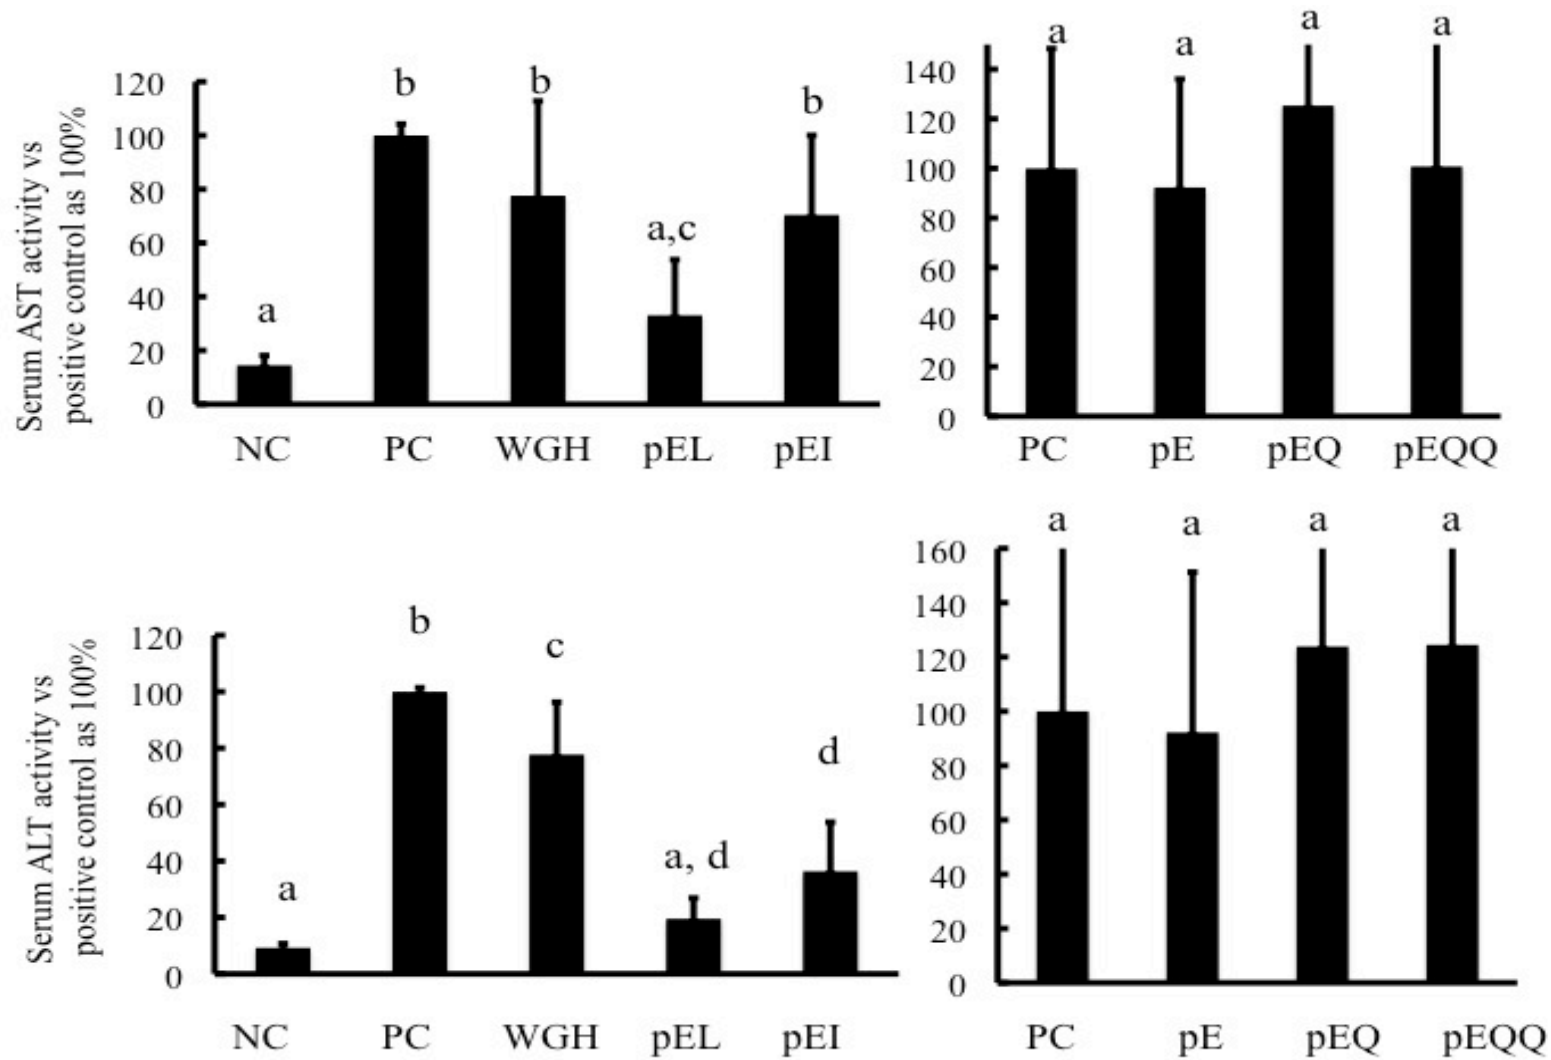 Serum AST activity vs
positive control as 100%
120
100
80
60
40
20
0
a
b
b
a,c
b
NC PC WGH pEL pEI
140
120
100
80
60
40
20
0
a
a
a
a
PC pE pEQ pEQQ
Serum ALT activity vs
positive control as 100%
120
100
80
60
40
20
0
a
b
c
a, d
d
NC PC WGH pEL pEI
160
140
120
100
80
60
40
20
0
a
a
a
a
PC pE pEQ pEQQ